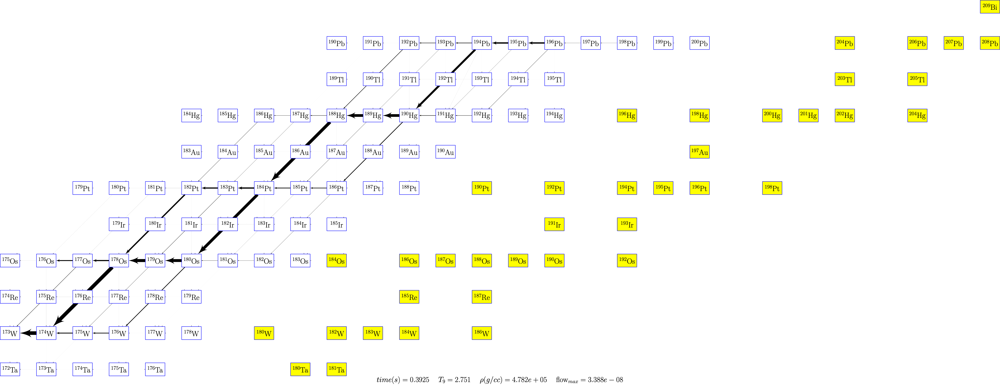 ²⁰⁹Bi
¹⁹⁰Pb ¹⁹¹Pb ¹⁹²Pb ¹⁹³Pb ¹⁹⁴Pb ¹⁹⁵Pb ¹⁹⁶Pb ¹⁹⁷Pb ¹⁹⁸Pb ¹⁹⁹Pb ²⁰⁰Pb ²⁰⁴Pb ²⁰⁶Pb ²⁰⁷Pb ²⁰⁸Pb
¹⁸⁹Tl ¹⁹⁰Tl ¹⁹¹Tl ¹⁹²Tl ¹⁹³Tl ¹⁹⁴Tl ¹⁹⁵Tl ²⁰³Tl ²⁰⁵Tl
¹⁸⁴Hg ¹⁸⁵Hg ¹⁸⁶Hg ¹⁸⁷Hg ¹⁸⁸Hg ¹⁸⁹Hg ¹⁹⁰Hg ¹⁹¹Hg ¹⁹²Hg ¹⁹³Hg ¹⁹⁴Hg ¹⁹⁶Hg ¹⁹⁸Hg ²⁰⁰Hg ²⁰¹Hg ²⁰²Hg ²⁰⁴Hg
¹⁸³Au ¹⁸⁴Au ¹⁸⁵Au ¹⁸⁶Au ¹⁸⁷Au ¹⁸⁸Au ¹⁸⁹Au ¹⁹⁰Au ¹⁹⁷Au
¹⁷⁹Pt ¹⁸⁰Pt ¹⁸¹Pt ¹⁸²Pt ¹⁸³Pt ¹⁸⁴Pt ¹⁸⁵Pt ¹⁸⁶Pt ¹⁸⁷Pt ¹⁸⁸Pt ¹⁹⁰Pt ¹⁹²Pt ¹⁹⁴Pt ¹⁹⁵Pt ¹⁹⁶Pt ¹⁹⁸Pt
¹⁷⁹Ir ¹⁸⁰Ir ¹⁸¹Ir ¹⁸²Ir ¹⁸³Ir ¹⁸⁴Ir ¹⁸⁵Ir ¹⁹¹Ir ¹⁹³Ir
¹⁷⁵Os ¹⁷⁶Os ¹⁷⁷Os ¹⁷⁸Os ¹⁷⁹Os ¹⁸⁰Os ¹⁸¹Os ¹⁸²Os ¹⁸³Os ¹⁸⁴Os ¹⁸⁶Os ¹⁸⁷Os ¹⁸⁸Os ¹⁸⁹Os ¹⁹⁰Os ¹⁹²Os
¹⁷⁴Re ¹⁷⁵Re ¹⁷⁶Re ¹⁷⁷Re ¹⁷⁸Re ¹⁷⁹Re ¹⁸⁵Re ¹⁸⁷Re
¹⁷³W ¹⁷⁴W ¹⁷⁵W ¹⁷⁶W ¹⁷⁷W ¹⁷⁸W ¹⁸⁰W ¹⁸²W ¹⁸³W ¹⁸⁴W ¹⁸⁶W
¹⁷²Ta ¹⁷³Ta ¹⁷⁴Ta ¹⁷⁵Ta ¹⁷⁶Ta ¹⁸⁰Ta ¹⁸¹Ta
time(s) = 0.3925 T₉ = 2.751 ρ(g/cc) = 4.782e + 05 flowₘₐₓ = 3.388e − 08